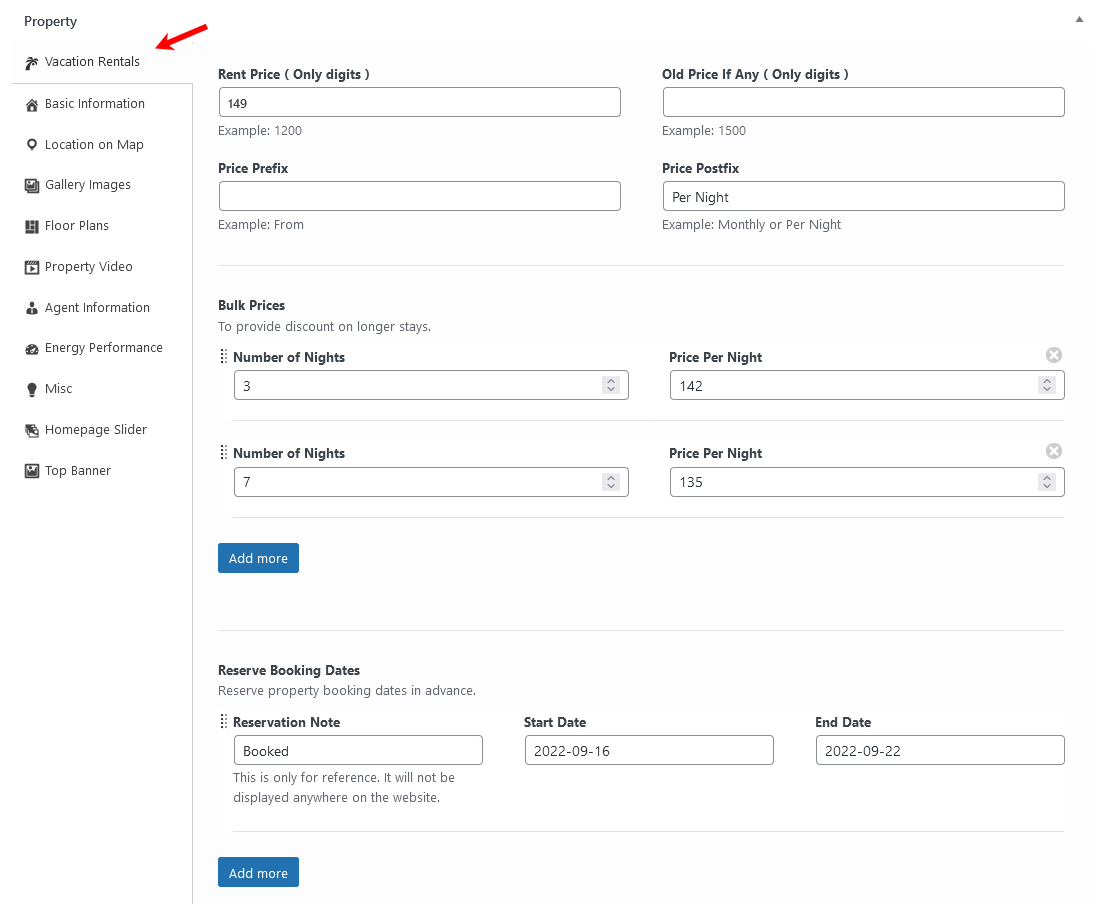 Property
Vacation Rentals
Basic Information
Location on Map
Gallery Images
Floor Plans
Property Video
Agent Information
Energy Performance
Misc
Homepage Slider
Top Banner
Rent Price ( Only digits )
149
Example: 1200
Old Price If Any ( Only digits )
Example: 1500
Price Prefix
Example: From
Price Postfix
Per Night
Example: Monthly or Per Night
Bulk Prices
To provide discount on longer stays.
Number of Nights
3
Price Per Night
142
Number of Nights
7
Price Per Night
135
Add more
Reserve Booking Dates
Reserve property booking dates in advance.
Reservation Note
Booked
This is only for reference. It will not be
displayed anywhere on the website.
Start Date
2022-09-16
End Date
2022-09-22
Add more